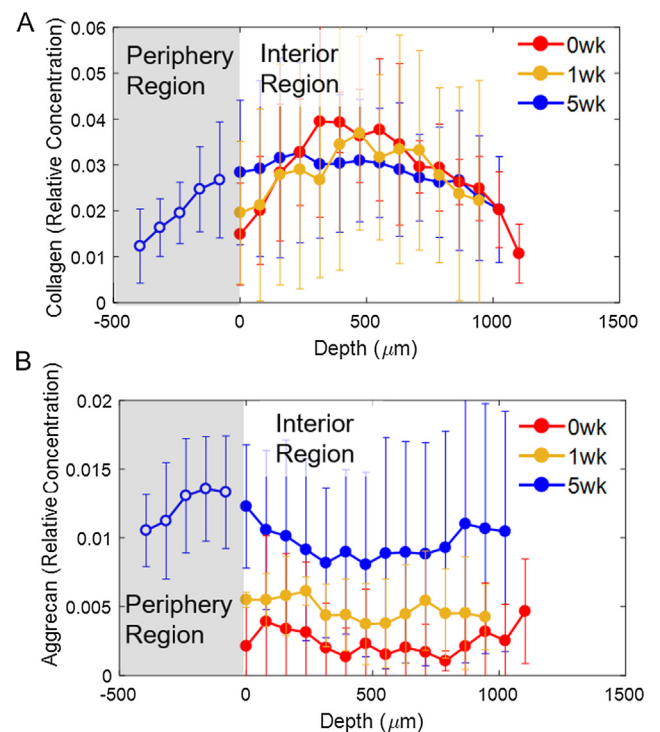 A
Periphery Region
Interior Region
0wk
1wk
5wk
Collagen (Relative Concentration)
0.06
0.05
0.04
0.03
0.02
0.01
0
-500
0
500
1000
1500
Depth (μm)
B
Periphery Region
Interior Region
0wk
1wk
5wk
Aggrecan (Relative Concentration)
0.02
0.015
0.01
0.005
0
-500
0
500
1000
1500
Depth (μm)